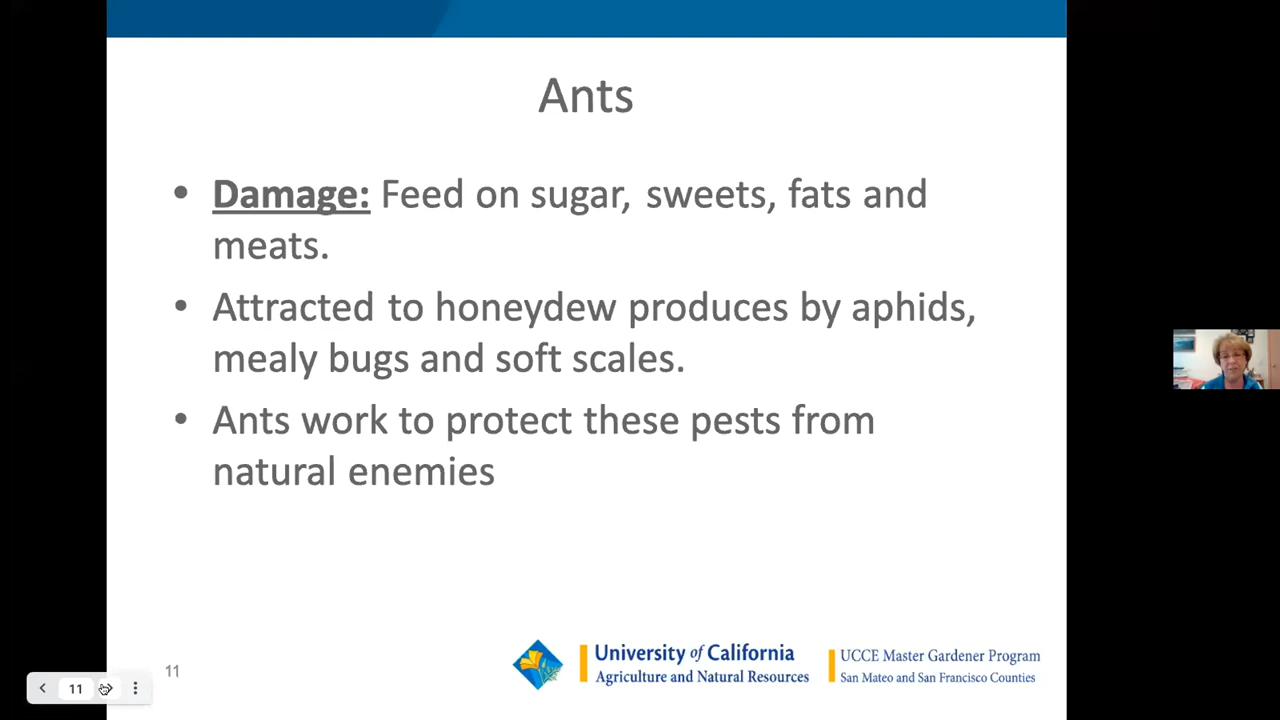 Ants
• Damage: Feed on sugar, sweets, fats and
meats.
• Attracted to honeydew produces by aphids,
mealy bugs and soft scales.
• Ants work to protect these pests from
natural enemies
11
11
University of California
Agriculture and Natural Resources
UCCE Master Gardener Program
San Mateo and San Francisco Counties